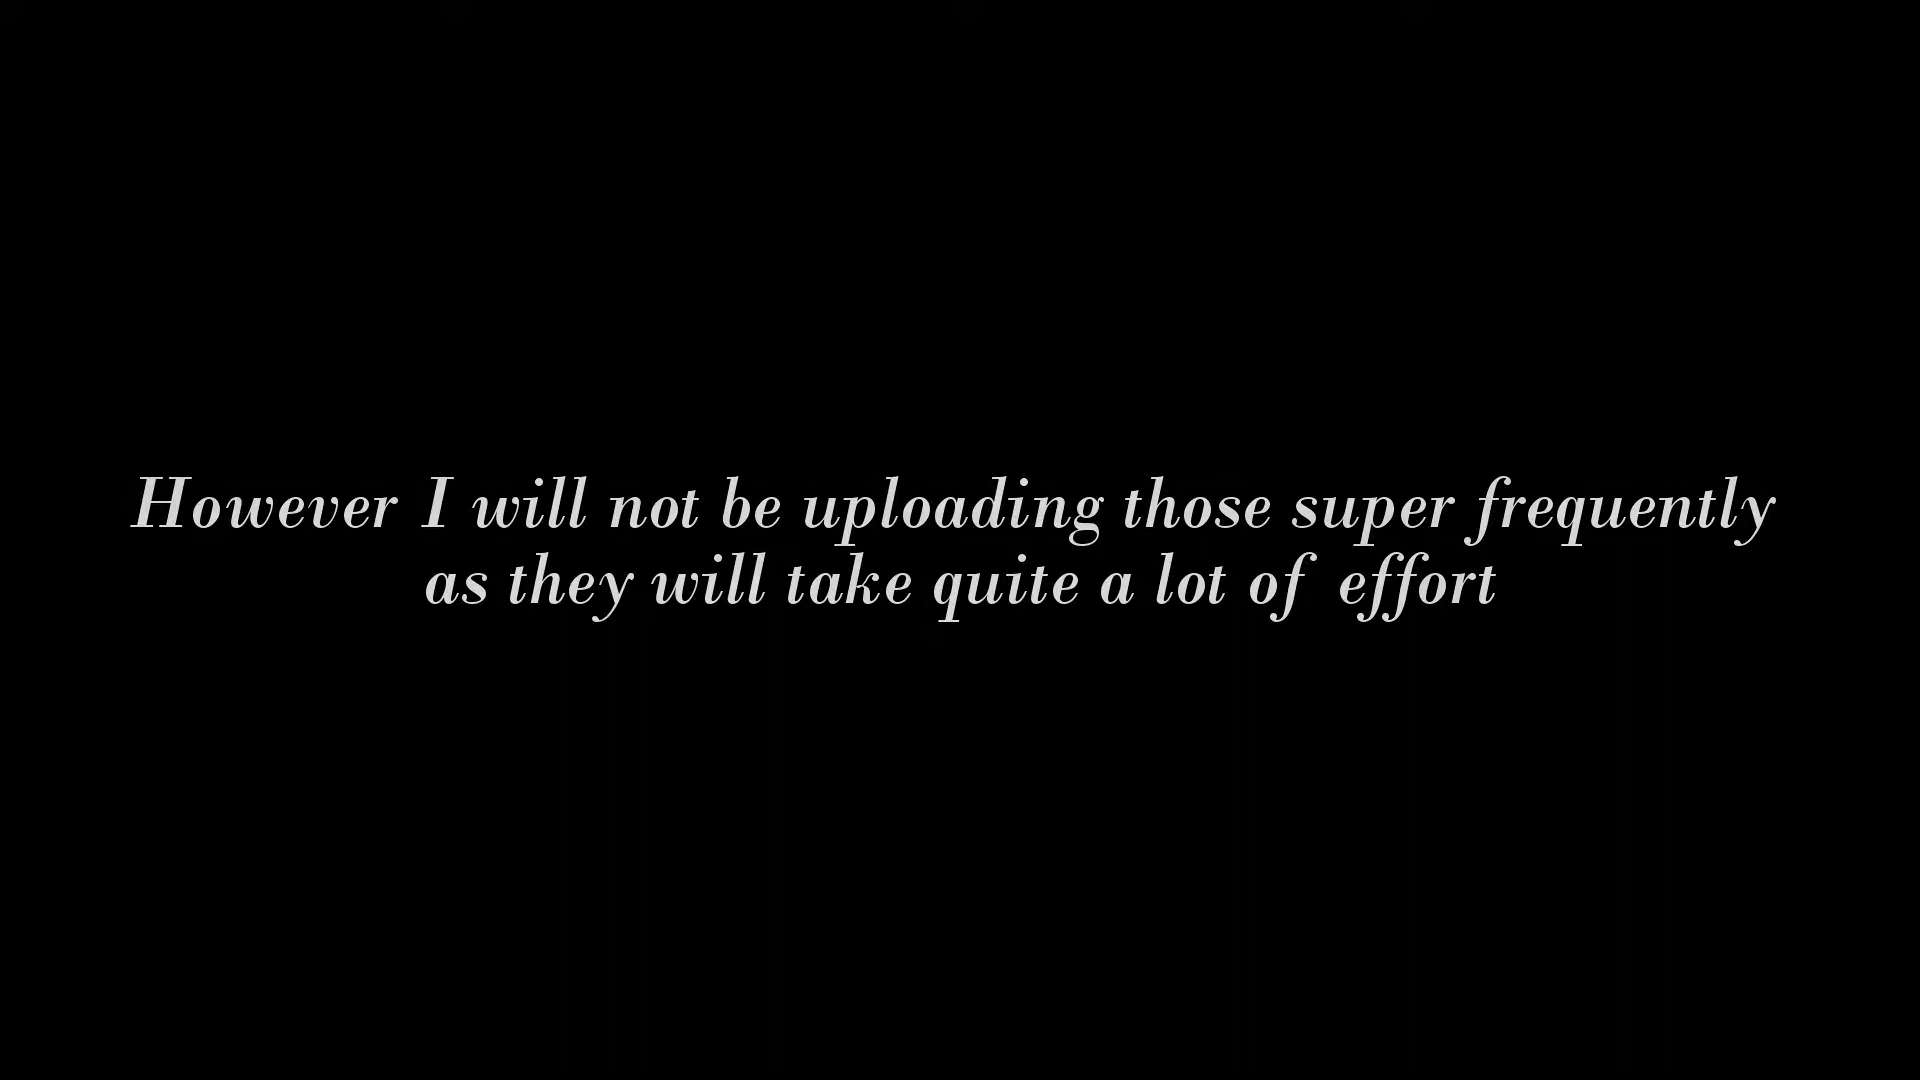 However I will not be uploading those super frequently
as they will take quite a lot of effort